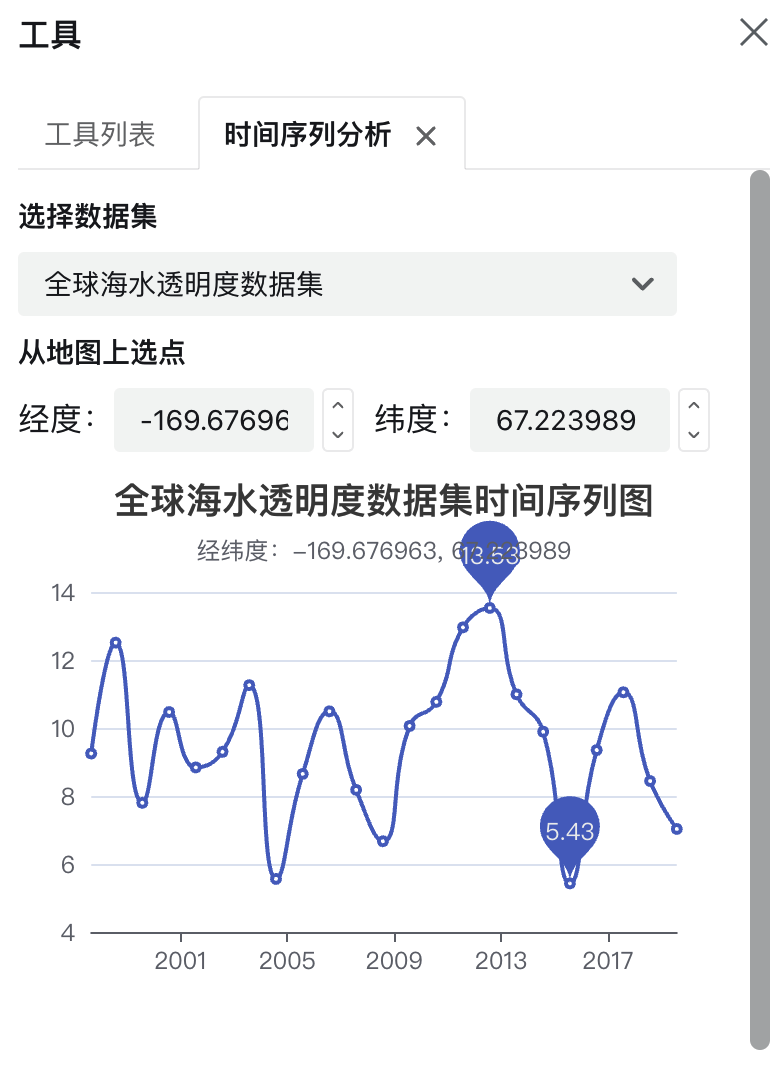 工具
工具列表
时间序列分析
选择数据集
全球海水透明度数据集
从地图上选点
经度：
-169.67696
纬度：
67.223989
全球海水透明度数据集时间序列图
经纬度：−169.676963, 67.223989
13.53
14
12
10
8
6
4
5.43
2001
2005
2009
2013
2017